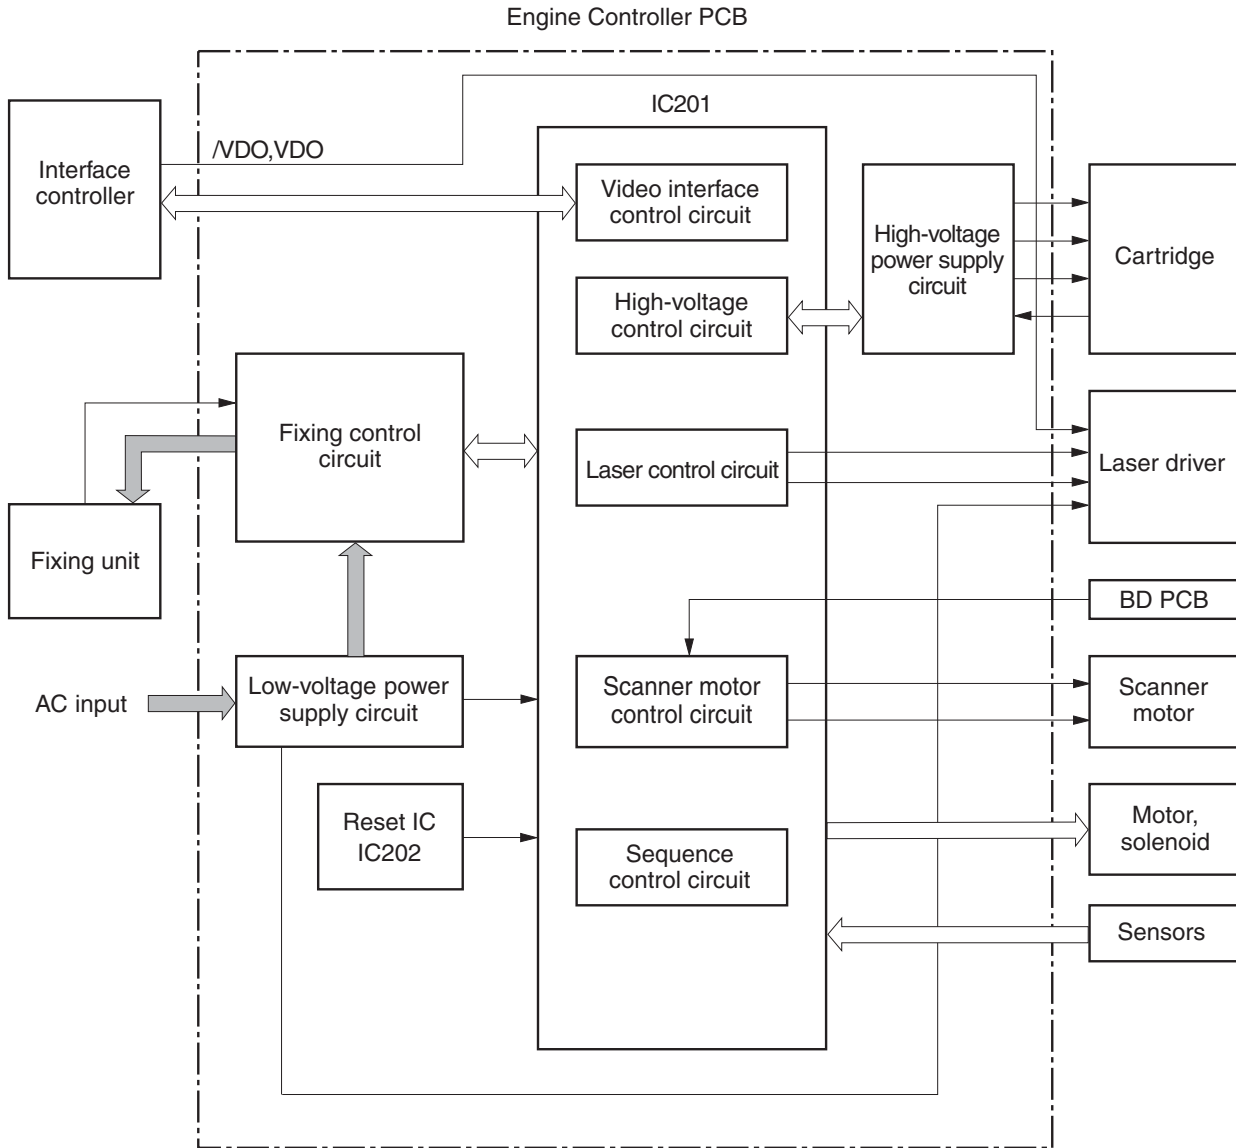 Engine Controller PCB
IC201
/VDO,VDO
Interface
controller
Video interface
control circuit
High-voltage
power supply
circuit
Cartridge
High-voltage
control circuit
Fixing control
circuit
Laser control circuit
Laser driver
Fixing unit
BD PCB
AC input
Low-voltage power
supply circuit
Scanner motor
control circuit
Scanner
motor
Reset IC
IC202
Motor,
solenoid
Sequence
control circuit
Sensors